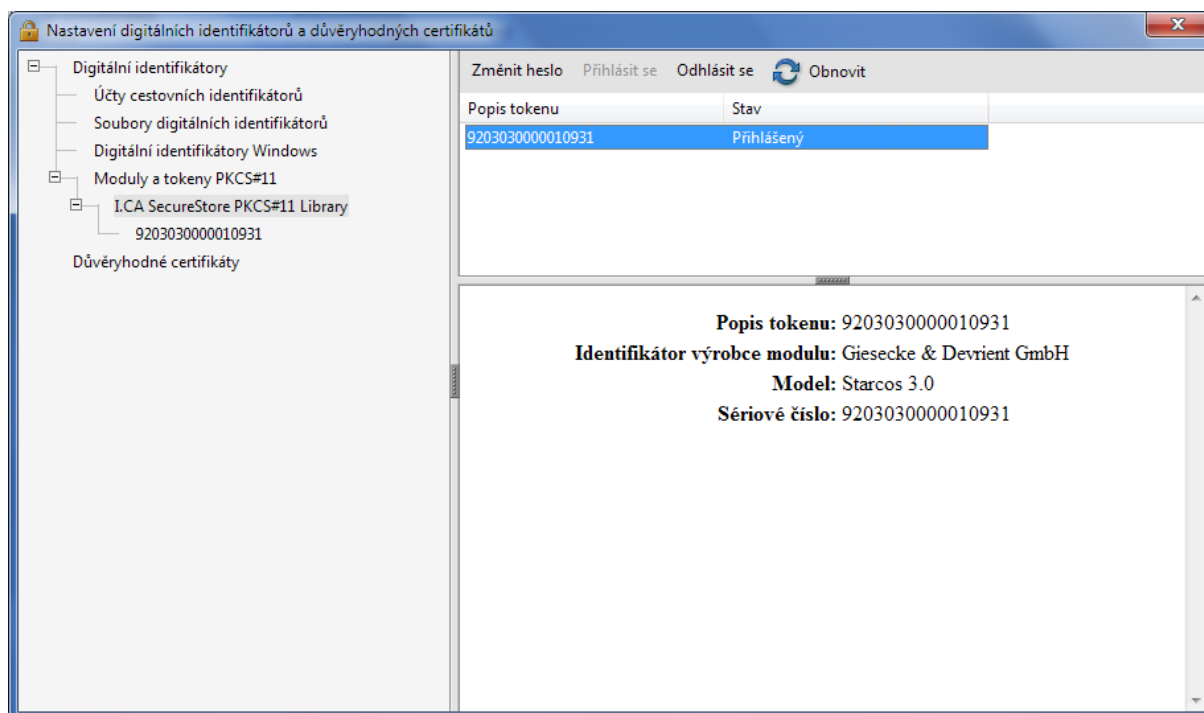 Nastavení digitálních identifikátorů a důvěryhodných certifikátů
Digitální identifikátory
Účty cestovních identifikátorů
Soubory digitálních identifikátorů
Digitální identifikátory Windows
Moduly a tokeny PKCS#11
I.CA SecureStore PKCS#11 Library
9203030000010931
Důvěryhodné certifikáty
Změnit heslo Přihlásit se Odhlásit se Obnovit
Popis tokenu Stav
9203030000010931 Přihlášený
Popis tokenu: 9203030000010931
Identifikátor výrobce modulu: Giesecke & Devrient GmbH
Model: Starcos 3.0
Sériové číslo: 9203030000010931